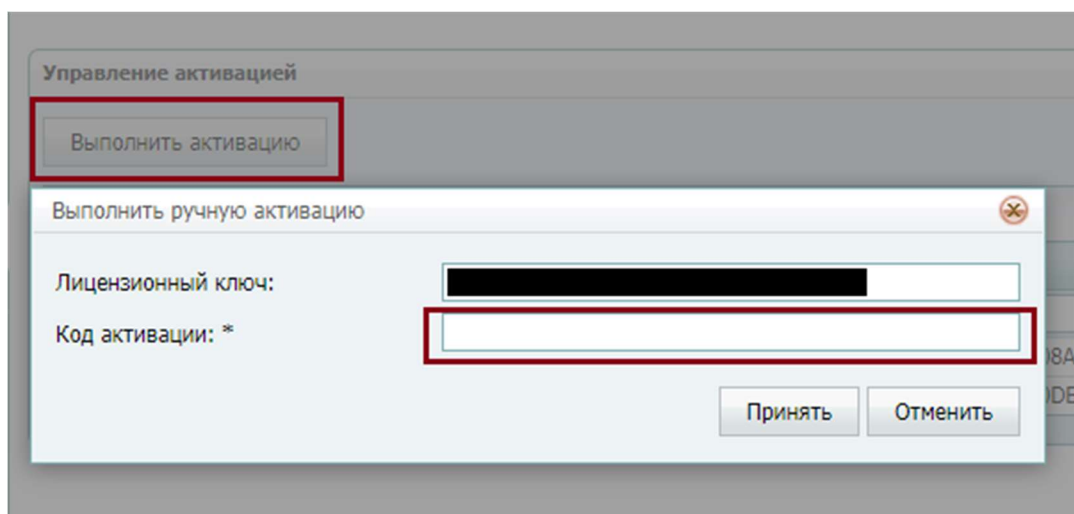 Управление активацией
Выполнить активацию
Выполнить ручную активацию
Лицензионный ключ:
Код активации: *
Принять Отменить